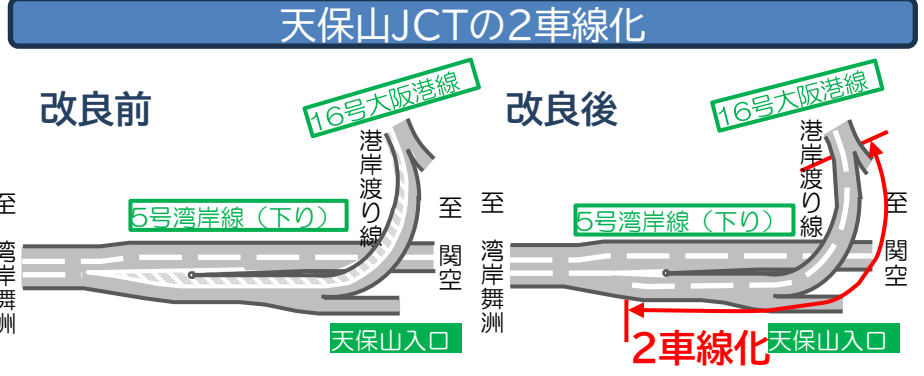 天保山JCTの2車線化
改良前
16号大阪港線
港岸渡り線
5号湾岸線（下り）
至 湾岸舞洲
至 関空
天保山入口
改良後
16号大阪港線
港岸渡り線
5号湾岸線（下り）
至 湾岸舞洲
至 関空
2車線化
天保山入口